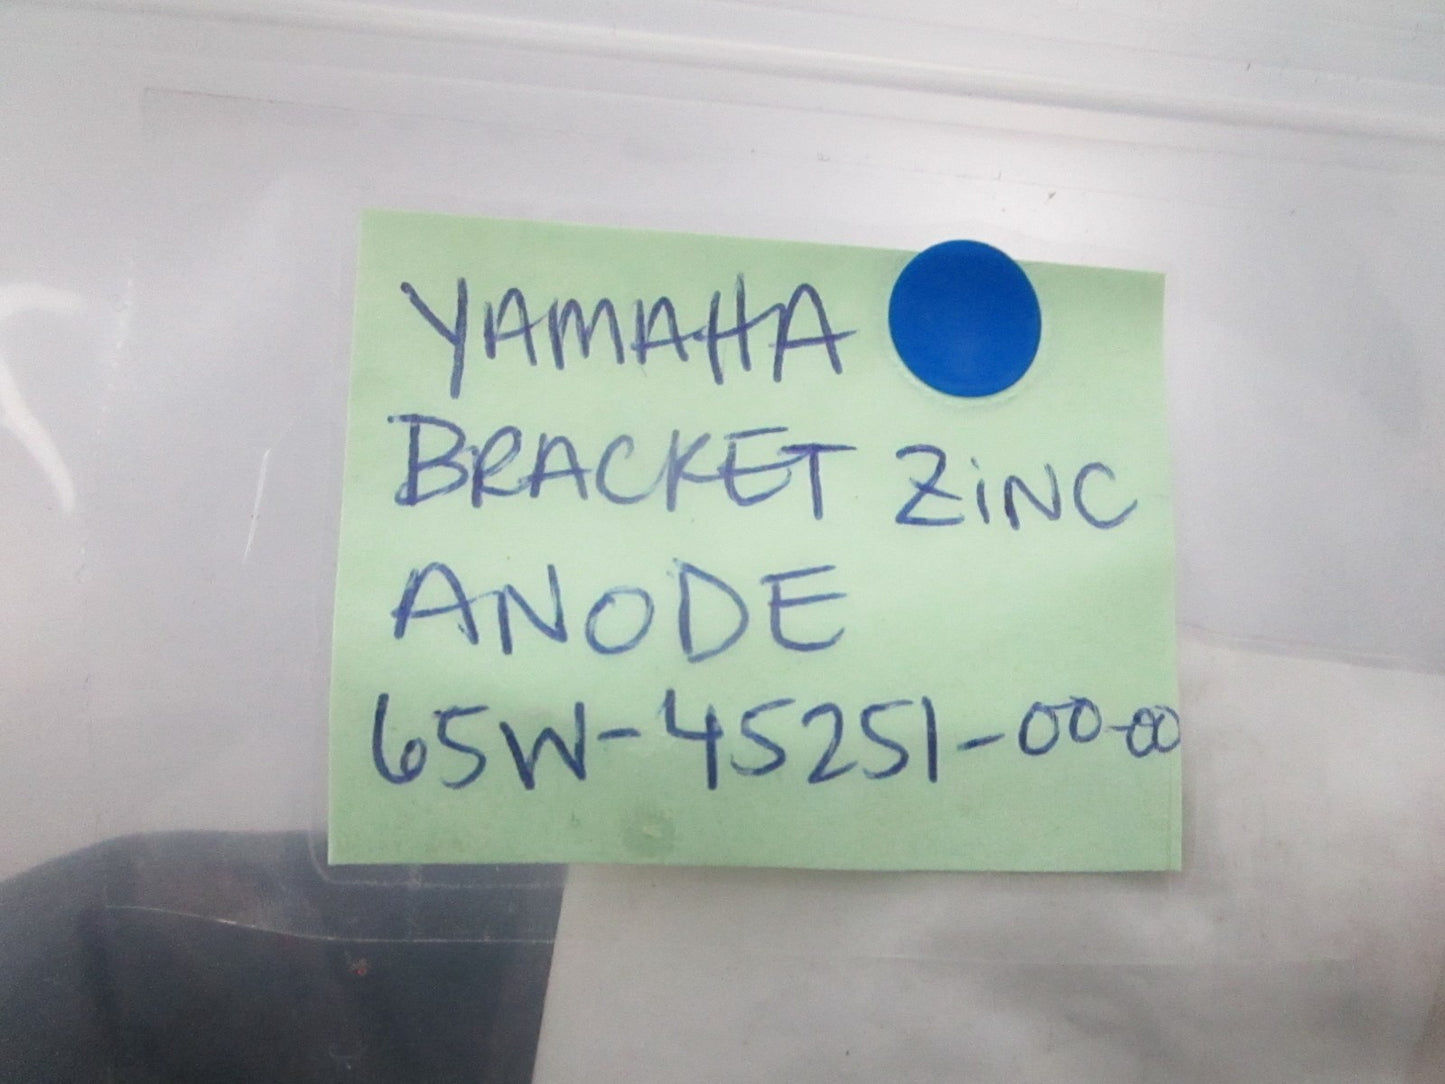 YAMAHA
BRACKET ZiNC
ANODE
65W-45251-00-00